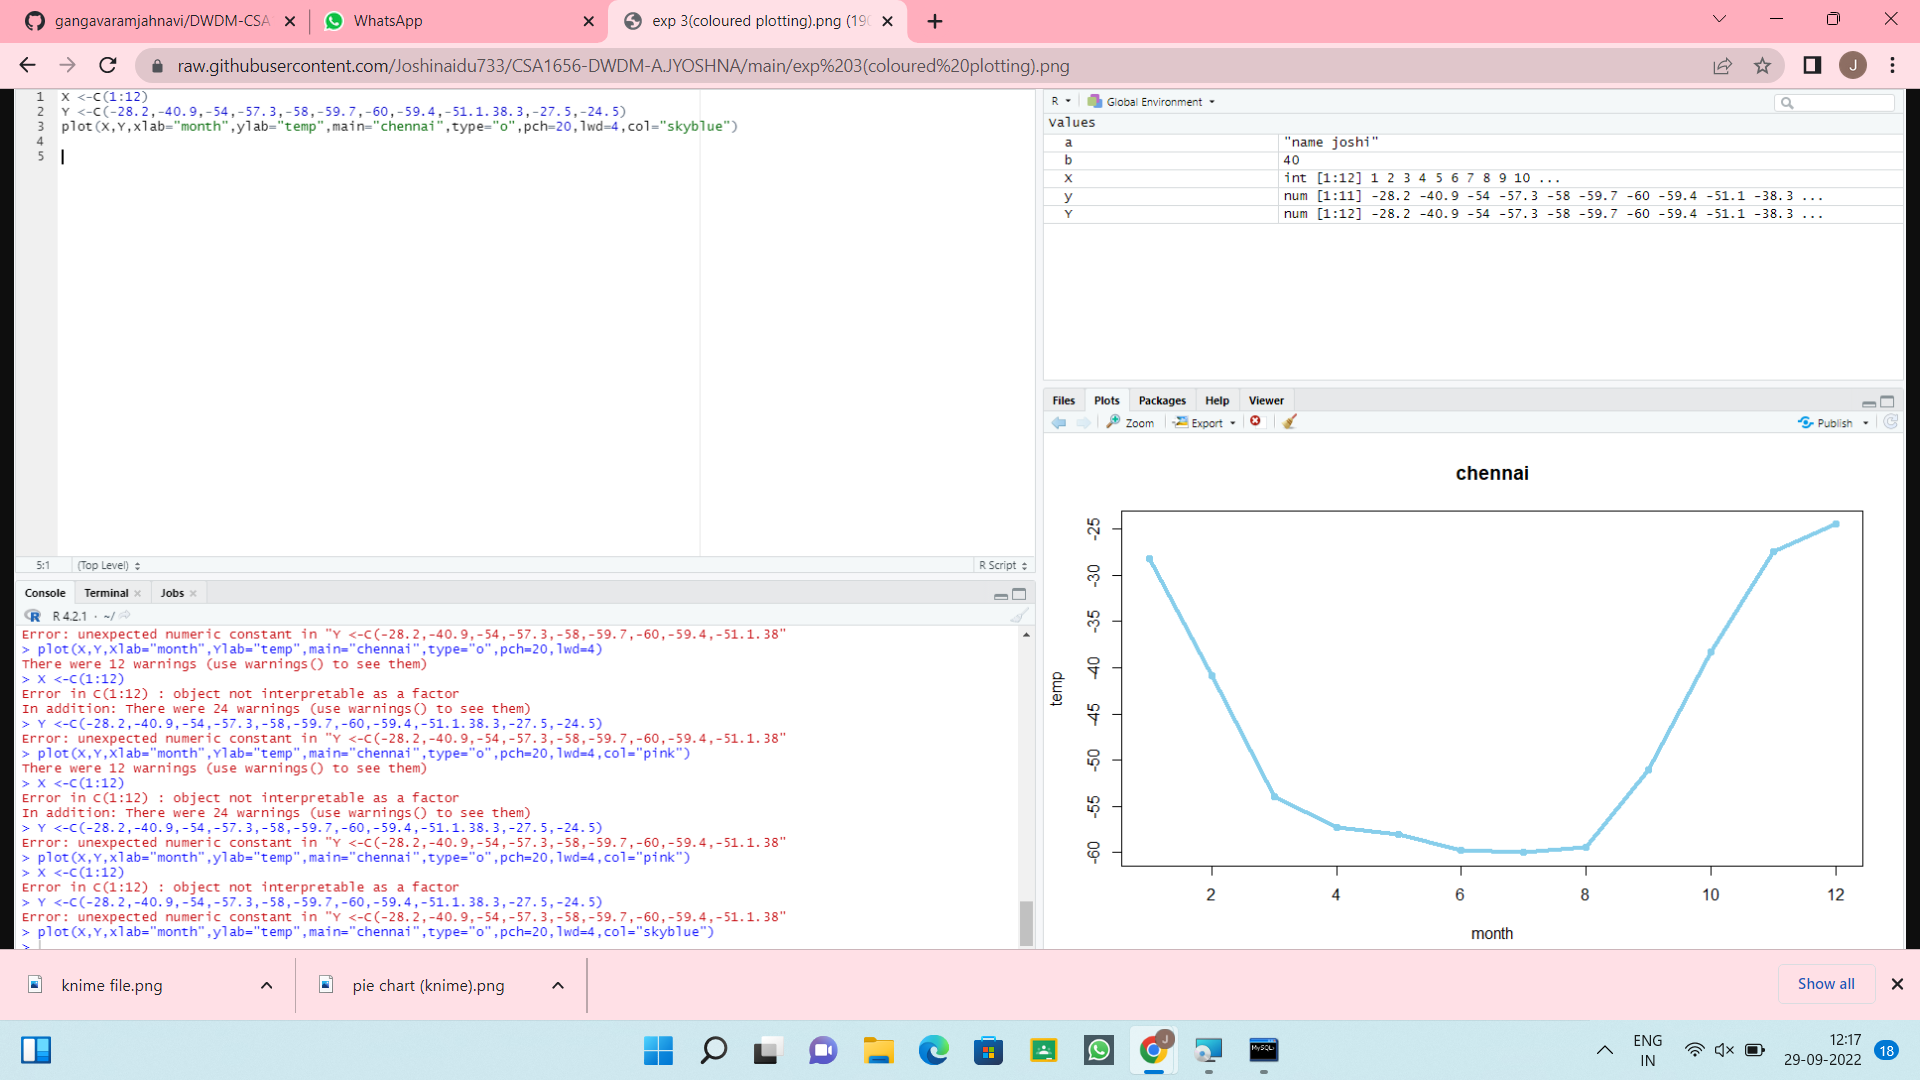 gangavaramjahnavi/DWDM-CSA
WhatsApp
exp 3(coloured plotting).png (190
raw.githubusercontent.com/Joshinaidu733/CSA1656-DWDM-A.JYOSHNA/main/exp%203(coloured%20plotting).png
J
1 X <-C(1:12)
2 Y <-C(-28.2,-40.9,-54,-57.3,-58,-59.7,-60,-59.4,-51.1.38.3,-27.5,-24.5)
3 plot(X,Y,xlab="month",ylab="temp",main="chennai",type="o",pch=20,lwd=4,col="skyblue")
4
5
5:1 (Top Level) R Script
Console Terminal Jobs
R 4.2.1 · ~/
Error: unexpected numeric constant in "Y <-C(-28.2,-40.9,-54,-57.3,-58,-59.7,-60,-59.4,-51.1.38"
> plot(X,Y,Xlab="month",Ylab="temp",main="chennai",type="o",pch=20,lwd=4)
There were 12 warnings (use warnings() to see them)
> X <-C(1:12)
Error in C(1:12) : object not interpretable as a factor
In addition: There were 24 warnings (use warnings() to see them)
> Y <-C(-28.2,-40.9,-54,-57.3,-58,-59.7,-60,-59.4,-51.1.38.3,-27.5,-24.5)
Error: unexpected numeric constant in "Y <-C(-28.2,-40.9,-54,-57.3,-58,-59.7,-60,-59.4,-51.1.38"
> plot(X,Y,Xlab="month",Ylab="temp",main="chennai",type="o",pch=20,lwd=4,col="pink")
There were 12 warnings (use warnings() to see them)
> X <-C(1:12)
Error in C(1:12) : object not interpretable as a factor
In addition: There were 24 warnings (use warnings() to see them)
> Y <-C(-28.2,-40.9,-54,-57.3,-58,-59.7,-60,-59.4,-51.1.38.3,-27.5,-24.5)
Error: unexpected numeric constant in "Y <-C(-28.2,-40.9,-54,-57.3,-58,-59.7,-60,-59.4,-51.1.38"
> plot(X,Y,xlab="month",ylab="temp",main="chennai",type="o",pch=20,lwd=4,col="pink")
> X <-C(1:12)
Error in C(1:12) : object not interpretable as a factor
> Y <-C(-28.2,-40.9,-54,-57.3,-58,-59.7,-60,-59.4,-51.1.38.3,-27.5,-24.5)
Error: unexpected numeric constant in "Y <-C(-28.2,-40.9,-54,-57.3,-58,-59.7,-60,-59.4,-51.1.38"
> plot(X,Y,xlab="month",ylab="temp",main="chennai",type="o",pch=20,lwd=4,col="skyblue")
>
R Global Environment
Values
a "name joshi"
b 40
X int [1:12] 1 2 3 4 5 6 7 8 9 10 ...
y num [1:11] -28.2 -40.9 -54 -57.3 -58 -59.7 -60 -59.4 -51.1 -38.3 ...
Y num [1:12] -28.2 -40.9 -54 -57.3 -58 -59.7 -60 -59.4 -51.1 -38.3 ...
Files Plots Packages Help Viewer
Zoom Export Publish
chennai
temp
-25
-30
-35
-40
-45
-50
-55
-60
2 4 6 8 10 12
month
knime file.png
pie chart (knime).png
Show all
J
MySQL
ENG
IN
12:17
29-09-2022
18